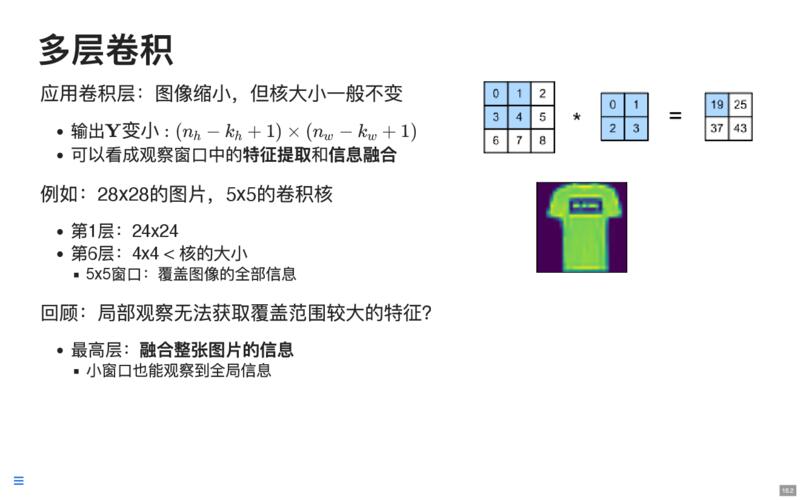 多层卷积
应用卷积层：图像缩小，但核大小一般不变
• 输出Y变小 : (n_h − k_h + 1) × (n_w − k_w + 1)
• 可以看成观察窗口中的特征提取和信息融合
例如：28x28的图片，5x5的卷积核
• 第1层：24x24
• 第6层：4x4 < 核的大小
▪ 5x5窗口：覆盖图像的全部信息
回顾：局部观察无法获取覆盖范围较大的特征?
• 最高层：融合整张图片的信息
▪ 小窗口也能观察到全局信息
0 1 2
3 4 5
6 7 8
*
0 1
2 3
=
19 25
37 43